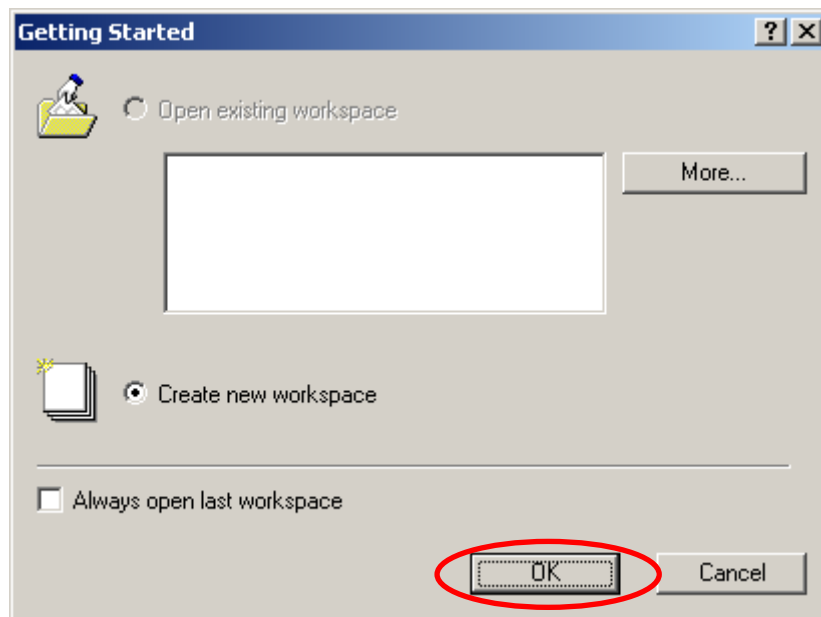 Getting Started
Open existing workspace
More...
Create new workspace
Always open last workspace
OK
Cancel